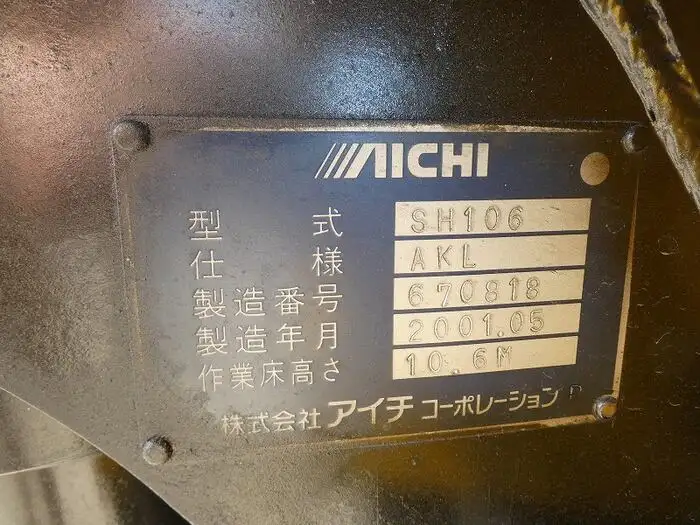 AICHI
型式 SH106
仕様 AKL
製造番号 670818
製造年月 2001.05
作業床高さ 10.6M
株式会社 アイチ コーポレーション P